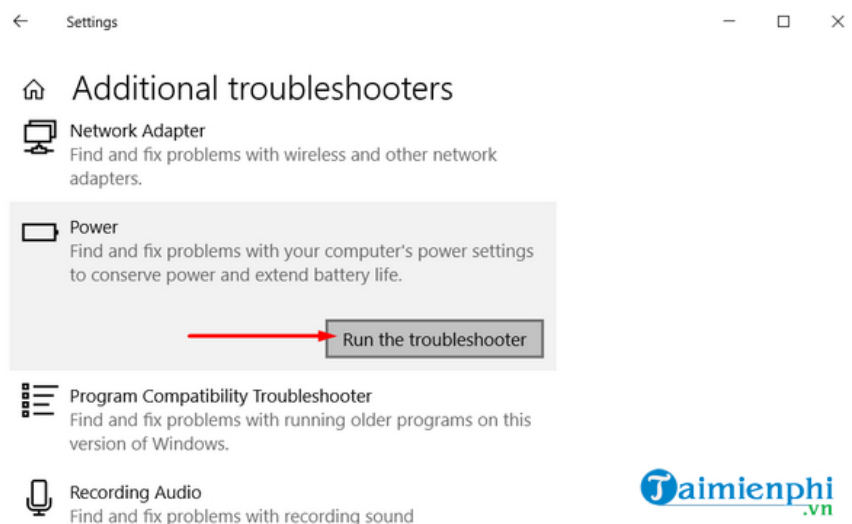 Settings
Additional troubleshooters
Network Adapter
Find and fix problems with wireless and other network
adapters.
Power
Find and fix problems with your computer's power settings
to conserve power and extend battery life.
Run the troubleshooter
Program Compatibility Troubleshooter
Find and fix problems with running older programs on this
version of Windows.
Recording Audio
Find and fix problems with recording sound
Taimienphi
.vn